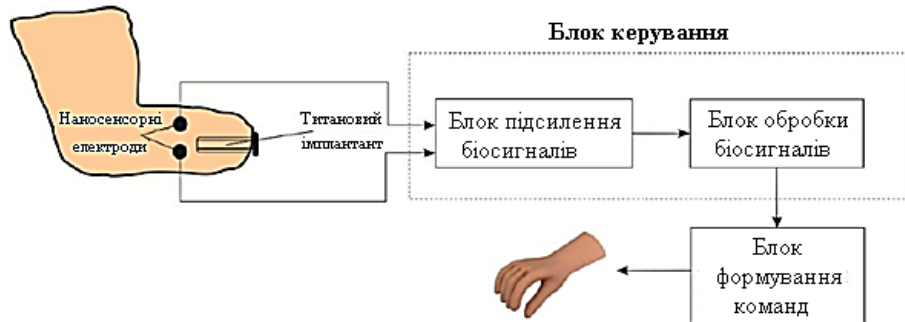 Блок керування
Наносенсорні
електроди
Титановий
імплантант
Блок підсилення
біосигналів
Блок обробки
біосигналів
Блок
формування
команд